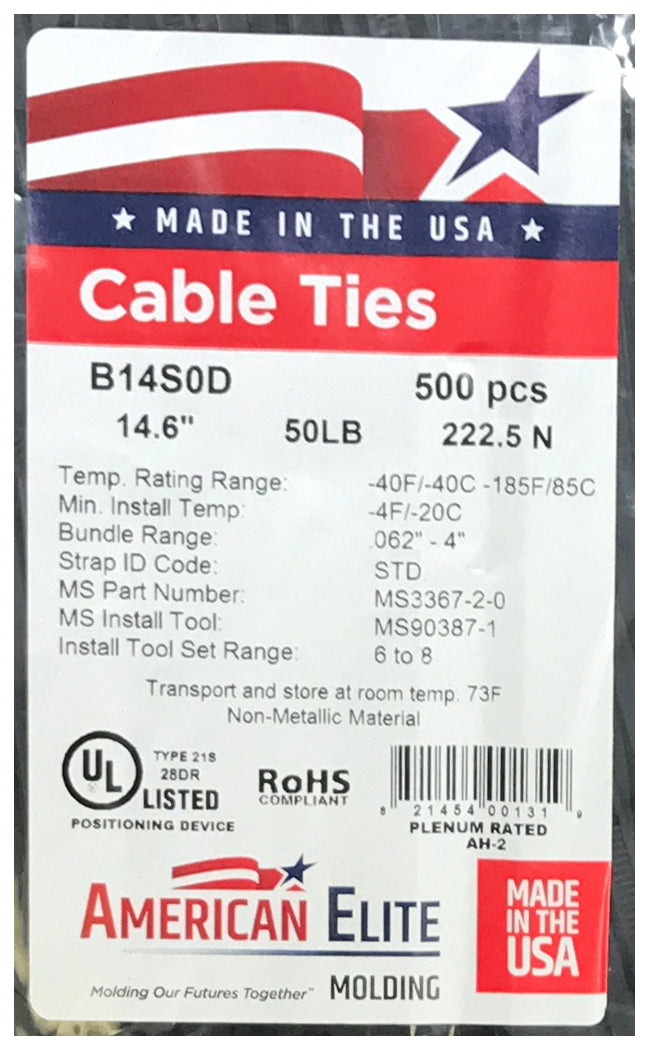 ★ MADE IN THE USA ★
Cable Ties
B14S0D 500 pcs
14.6" 50LB 222.5 N
Temp. Rating Range: -40F/-40C -185F/85C
Min. Install Temp: -4F/-20C
Bundle Range: .062" - 4"
Strap ID Code: STD
MS Part Number: MS3367-2-0
MS Install Tool: MS90387-1
Install Tool Set Range: 6 to 8
Transport and store at room temp. 73F
Non-Metallic Material
UL TYPE 21S
28DR
LISTED
POSITIONING DEVICE
RoHS
COMPLIANT
8 21454 00131 9
PLENUM RATED
AH-2
AMERICAN ELITE
Molding Our Futures Together™ MOLDING
MADE
IN THE
USA